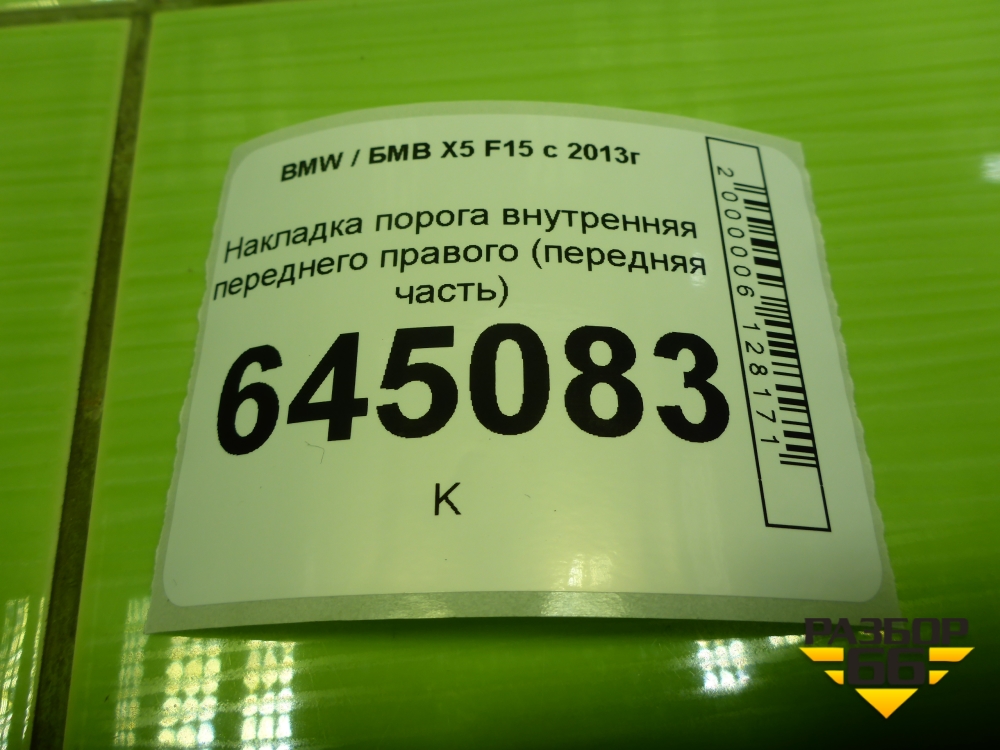 BMW / БМВ X5 F15 с 2013г
Накладка порога внутренняя
переднего правого (передняя
часть)
645083
К
2000006128171
РАЗБОР
66